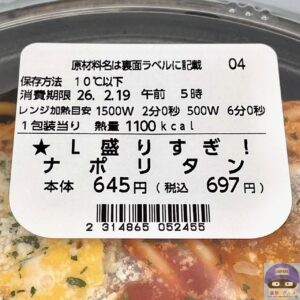 原材料名は裏面ラベルに記載 04
保存方法 10℃以下
消費期限 26. 2.19 午前 5時
レンジ加熱目安 1500W 2分0秒 500W 6分0秒
1包装当り 熱量 1100kcal
★L盛りすぎ!
ナポリタン
本体 645円(税込 697円)
2 314865 052455